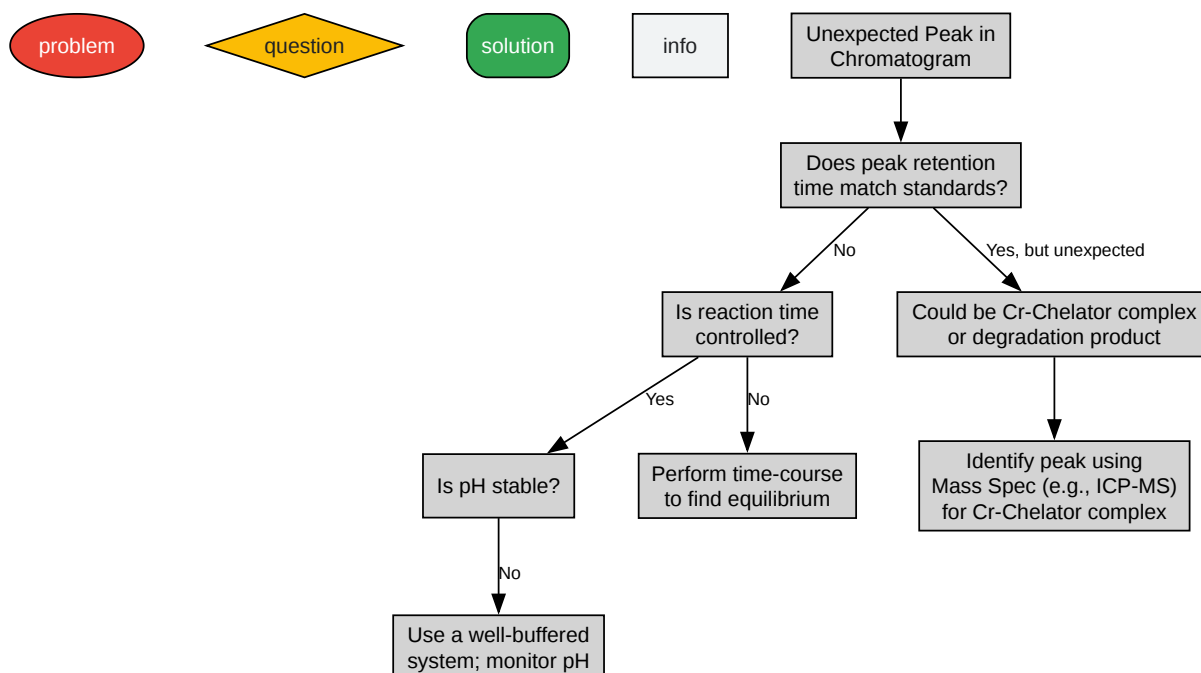 problem
question
solution
info
Unexpected Peak in
Chromatogram
Does peak retention
time match standards?
No
Yes, but unexpected
Is reaction time
controlled?
Could be Cr-Chelator complex
or degradation product
Yes
No
Is pH stable?
Perform time-course
to find equilibrium
Identify peak using
Mass Spec (e.g., ICP-MS)
for Cr-Chelator complex
No
Use a well-buffered
system; monitor pH